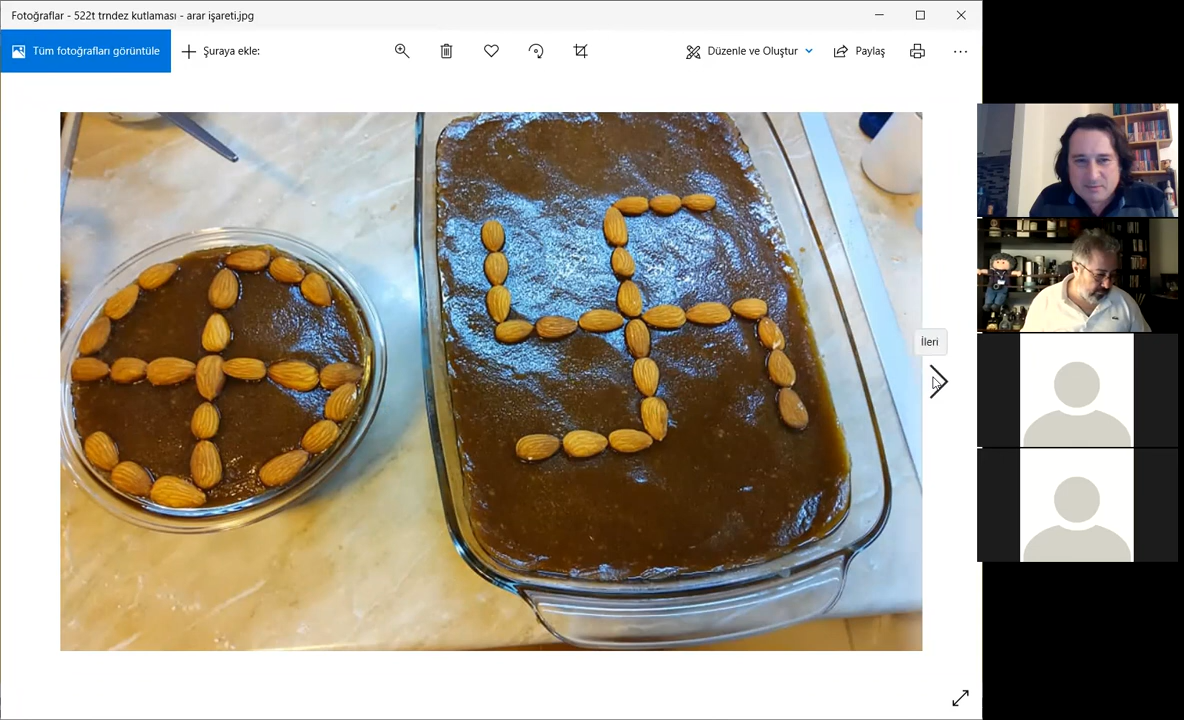 Fotoğraflar - 522t trndez kutlaması - arar işareti.jpg
Tüm fotoğrafları görüntüle
Şuraya ekle:
Düzenle ve Oluştur
Paylaş
İleri